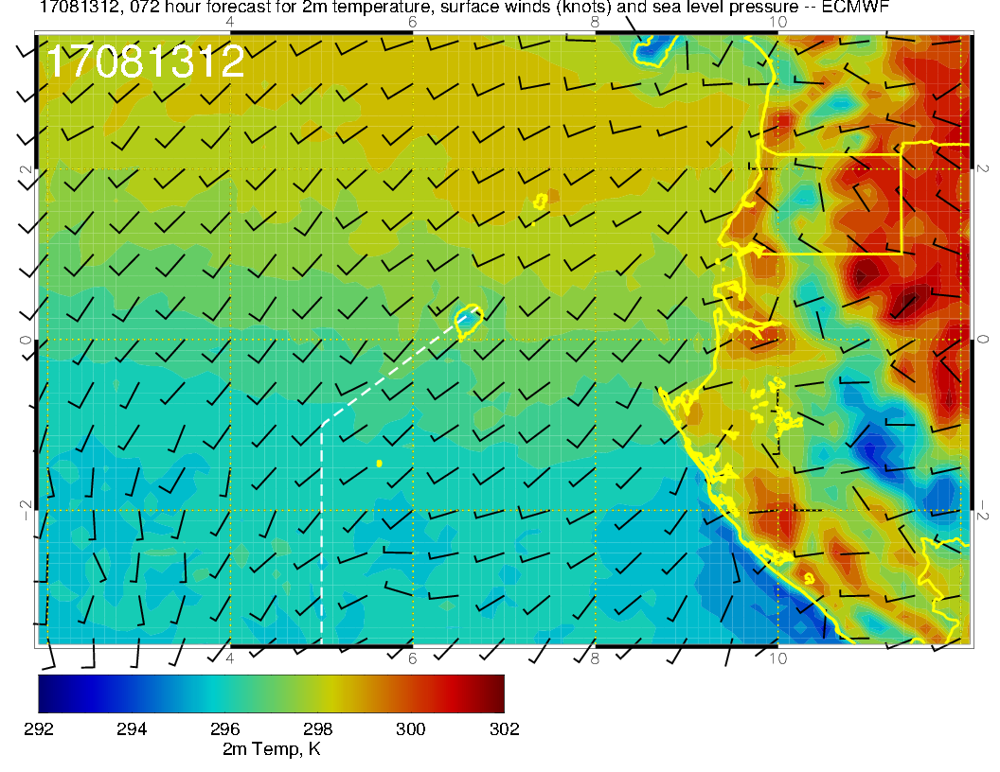 17081312, 072 hour forecast for 2m temperature, surface winds (knots) and sea level pressure -- ECMWF
4 6 8 10
17081312
2 2
0 0
-2 -2
4 6 8 10
292 294 296 298 300 302
2m Temp, K